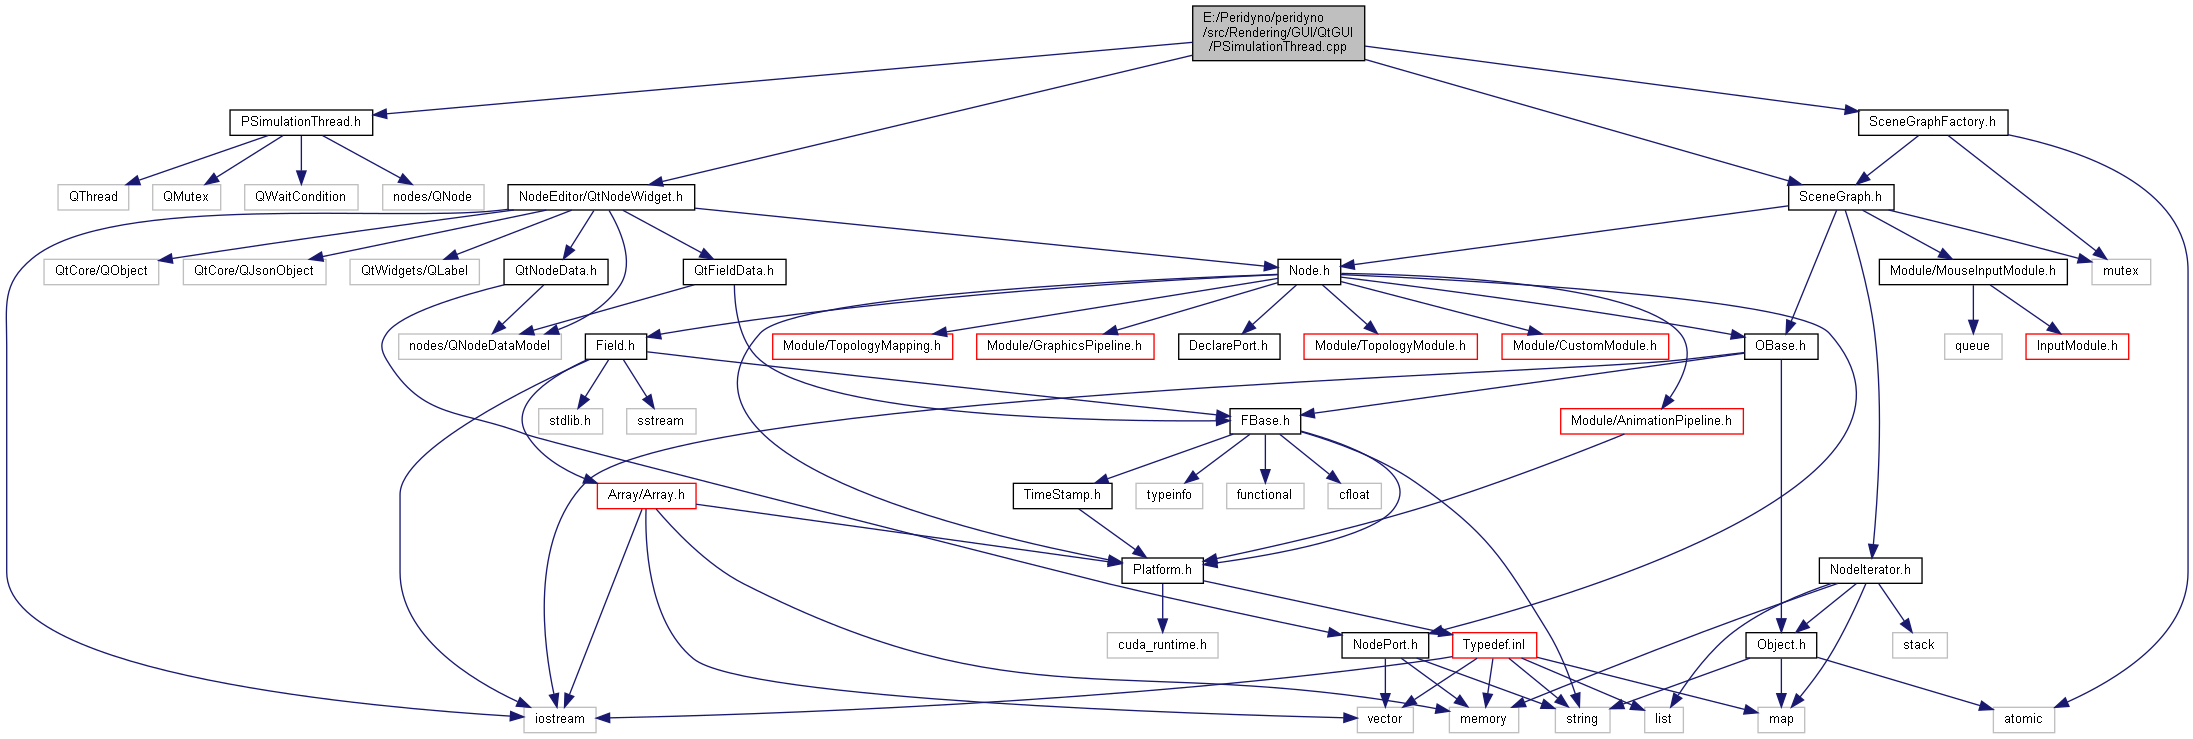 E:/Peridyno/peridyno
/src/Rendering/GUI/QtGUI
/PSimulationThread.cpp
PSimulationThread.h
SceneGraphFactory.h
QThread
QMutex
QWaitCondition
nodes/QNode
NodeEditor/QtNodeWidget.h
SceneGraph.h
QtCore/QObject
QtCore/QJsonObject
QtWidgets/QLabel
QtNodeData.h
QtFieldData.h
Node.h
Module/MouseInputModule.h
mutex
nodes/QNodeDataModel
Field.h
Module/TopologyMapping.h
Module/GraphicsPipeline.h
DeclarePort.h
Module/TopologyModule.h
Module/CustomModule.h
OBase.h
queue
InputModule.h
stdlib.h
sstream
FBase.h
Module/AnimationPipeline.h
Array/Array.h
TimeStamp.h
typeinfo
functional
cfloat
Platform.h
NodeIterator.h
cuda_runtime.h
NodePort.h
Typedef.inl
Object.h
stack
iostream
vector
memory
string
list
map
atomic